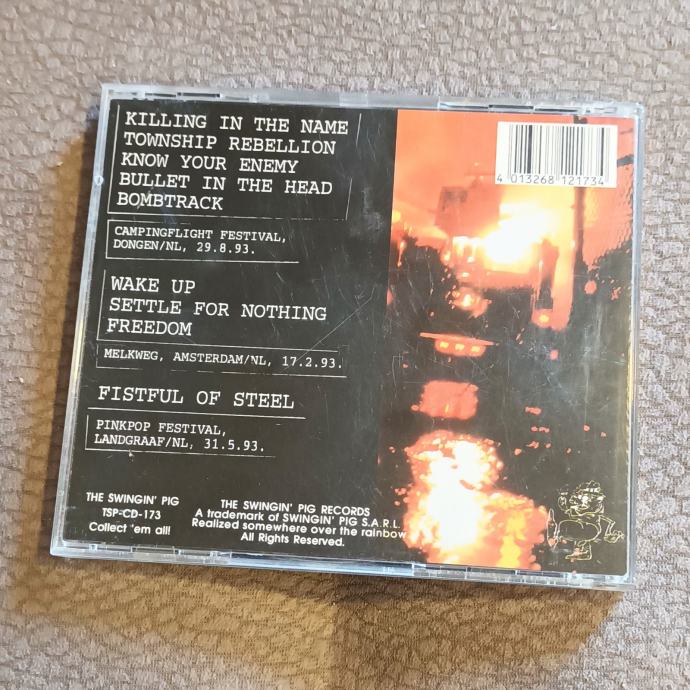 KILLING IN THE NAME
TOWNSHIP REBELLION
KNOW YOUR ENEMY
BULLET IN THE HEAD
BOMBTRACK
CAMPINGFLIGHT FESTIVAL,
DONGEN/NL, 29.8.93.
WAKE UP
SETTLE FOR NOTHING
FREEDOM
MELKWEG, AMSTERDAM/NL, 17.2.93.
FISTFUL OF STEEL
PINKPOP FESTIVAL,
LANDGRAAF/NL, 31.5.93.
THE SWINGIN' PIG
TSP-CD-173
Collect 'em all!
THE SWINGIN' PIG RECORDS
A trademark of SWINGIN' PIG S.A.R.L.
Realized somewhere over the rainbow
All Rights Reserved.
4 013268 121734